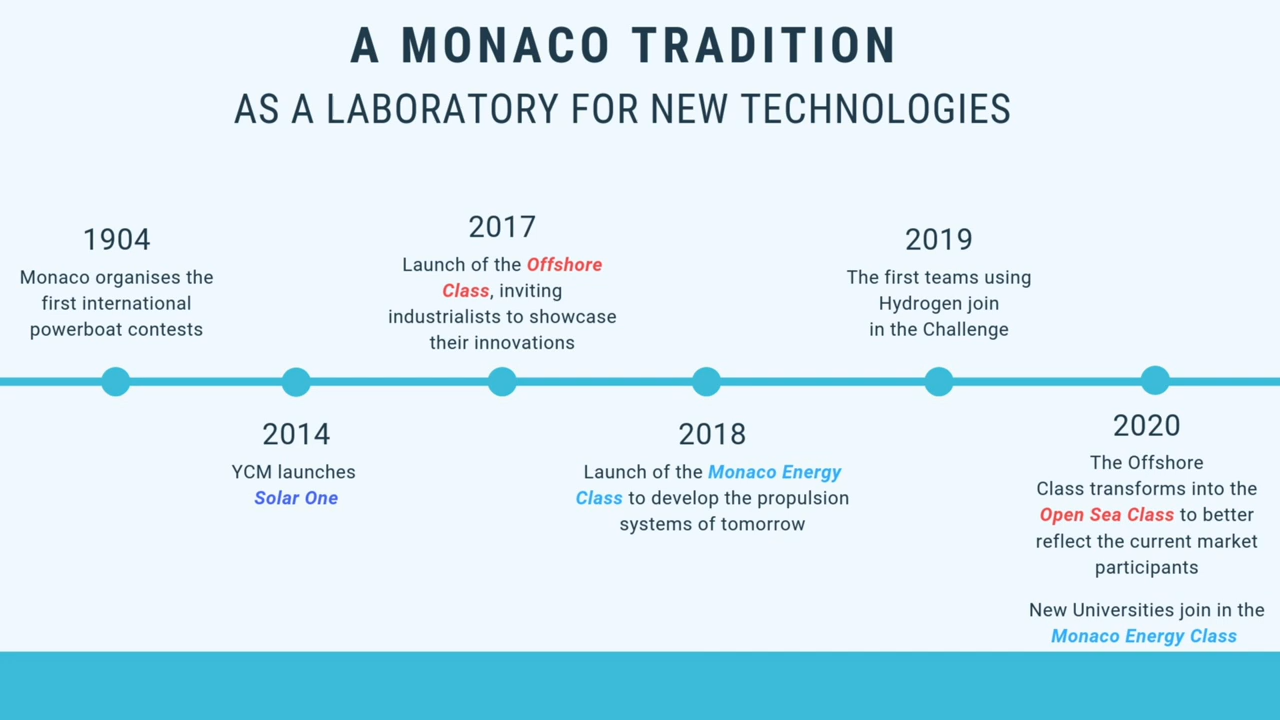 A MONACO TRADITION
AS A LABORATORY FOR NEW TECHNOLOGIES
1904
Monaco organises the
first international
powerboat contests
2014
YCM launches
Solar One
2017
Launch of the Offshore
Class, inviting
industrialists to showcase
their innovations
2018
Launch of the Monaco Energy
Class to develop the propulsion
systems of tomorrow
2019
The first teams using
Hydrogen join
in the Challenge
2020
The Offshore
Class transforms into the
Open Sea Class to better
reflect the current market
participants
New Universities join in the
Monaco Energy Class